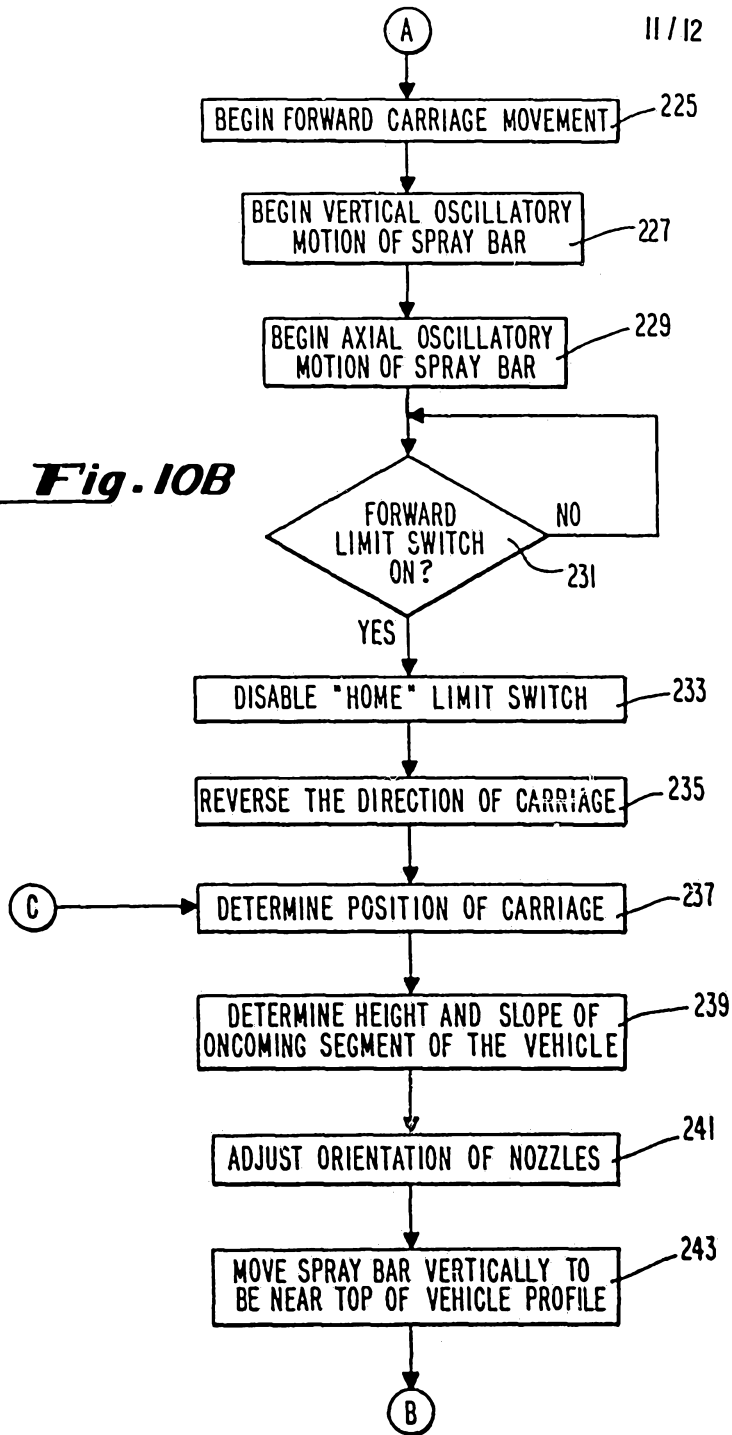 A
11/12
BEGIN FORWARD CARRIAGE MOVEMENT
225
BEGIN VERTICAL OSCILLATORY
MOTION OF SPRAY BAR
227
BEGIN AXIAL OSCILLATORY
MOTION OF SPRAY BAR
229
Fig. 10B
FORWARD
LIMIT SWITCH
ON?
NO
231
YES
DISABLE "HOME" LIMIT SWITCH
233
REVERSE THE DIRECTION OF CARRIAGE
235
C
DETERMINE POSITION OF CARRIAGE
237
DETERMINE HEIGHT AND SLOPE OF
ONCOMING SEGMENT OF THE VEHICLE
239
ADJUST ORIENTATION OF NOZZLES
241
MOVE SPRAY BAR VERTICALLY TO
BE NEAR TOP OF VEHICLE PROFILE
243
B